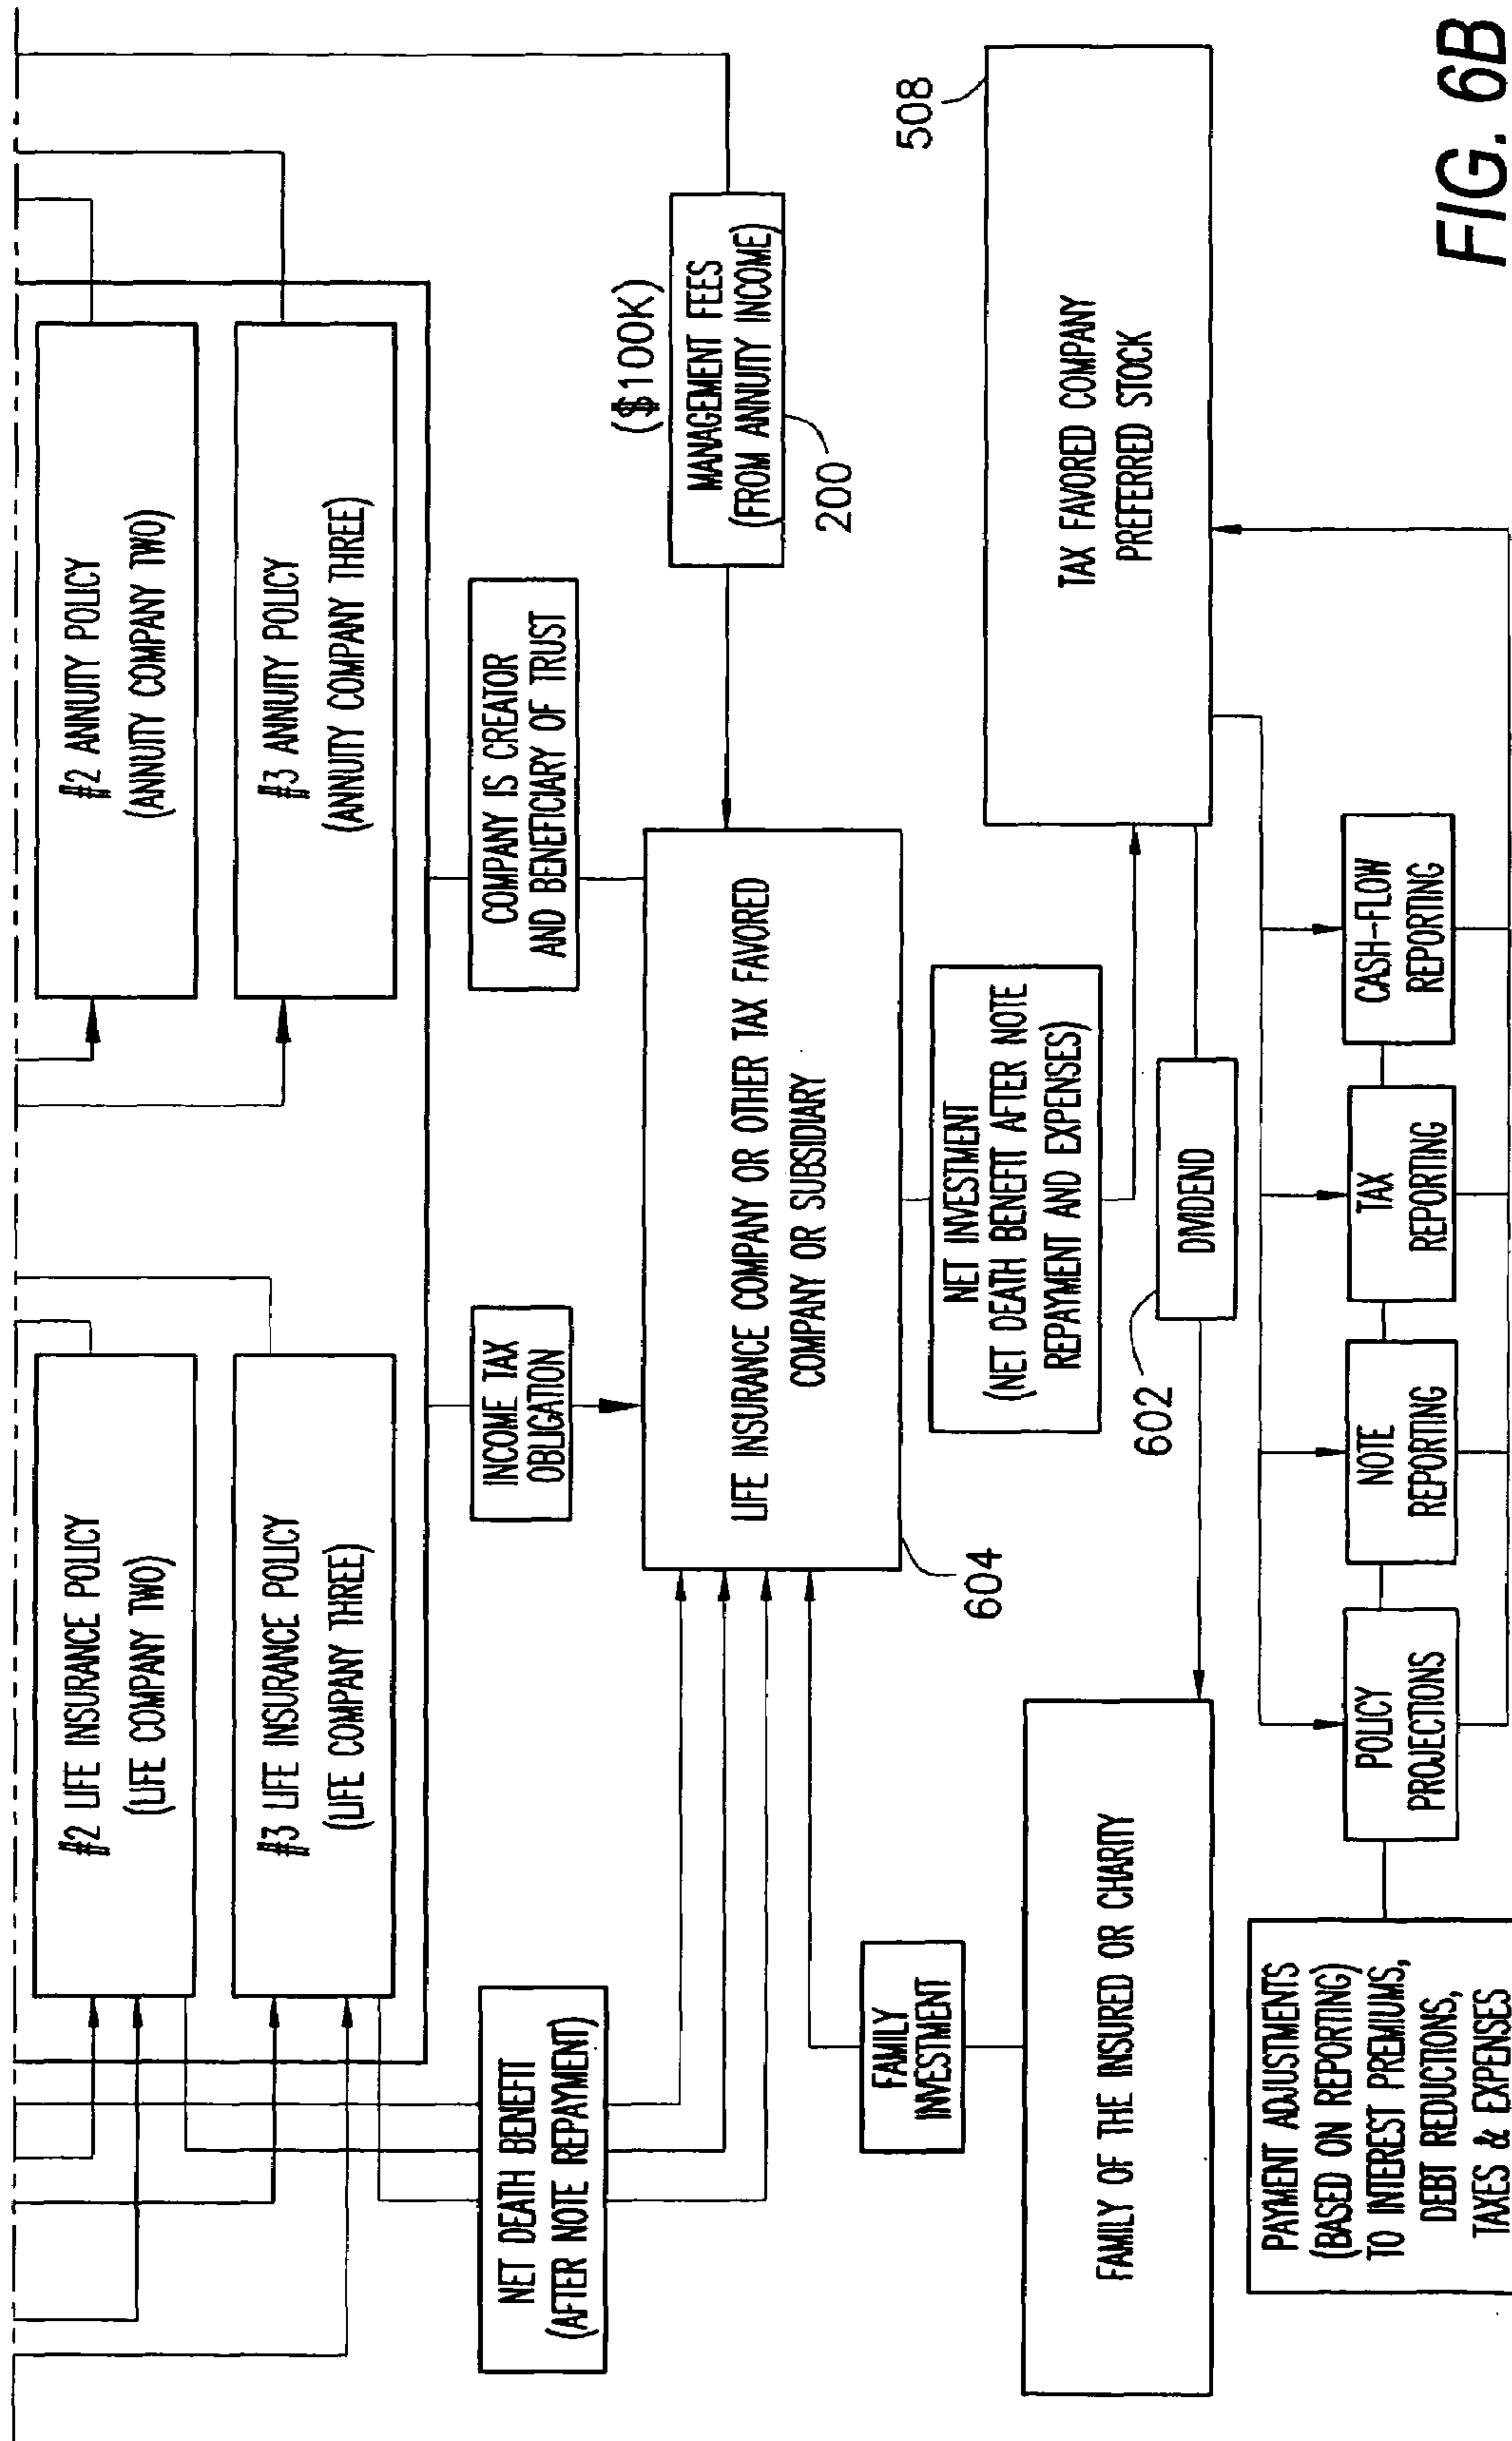 #2 LIFE INSURANCE POLICY
(LIFE COMPANY TWO)
#2 ANNUITY POLICY
(ANNUITY COMPANY TWO)
#3 LIFE INSURANCE POLICY
(LIFE COMPANY THREE)
#3 ANNUITY POLICY
(ANNUITY COMPANY THREE)
NET DEATH BENEFIT
(AFTER NOTE REPAYMENT)
INCOME TAX
OBLIGATION
COMPANY IS CREATOR
AND BENEFICIARY OF TRUST
($100K)
MANAGEMENT FEES
(FROM ANNUITY INCOME)
200
LIFE INSURANCE COMPANY OR OTHER TAX FAVORED
COMPANY OR SUBSIDIARY
604
FAMILY
INVESTMENT
NET INVESTMENT
(NET DEATH BENEFIT AFTER NOTE
REPAYMENT AND EXPENSES)
508
FAMILY OF THE INSURED OR CHARITY
602
DIVIDEND
TAX FAVORED COMPANY
PREFERRED STOCK
PAYMENT ADJUSTMENTS
(BASED ON REPORTING)
TO INTEREST PREMIUMS,
DEBT REDUCTIONS,
TAXES & EXPENSES
POLICY
PROJECTIONS
NOTE
REPORTING
TAX
REPORTING
CASH-FLOW
REPORTING
FIG. 6B